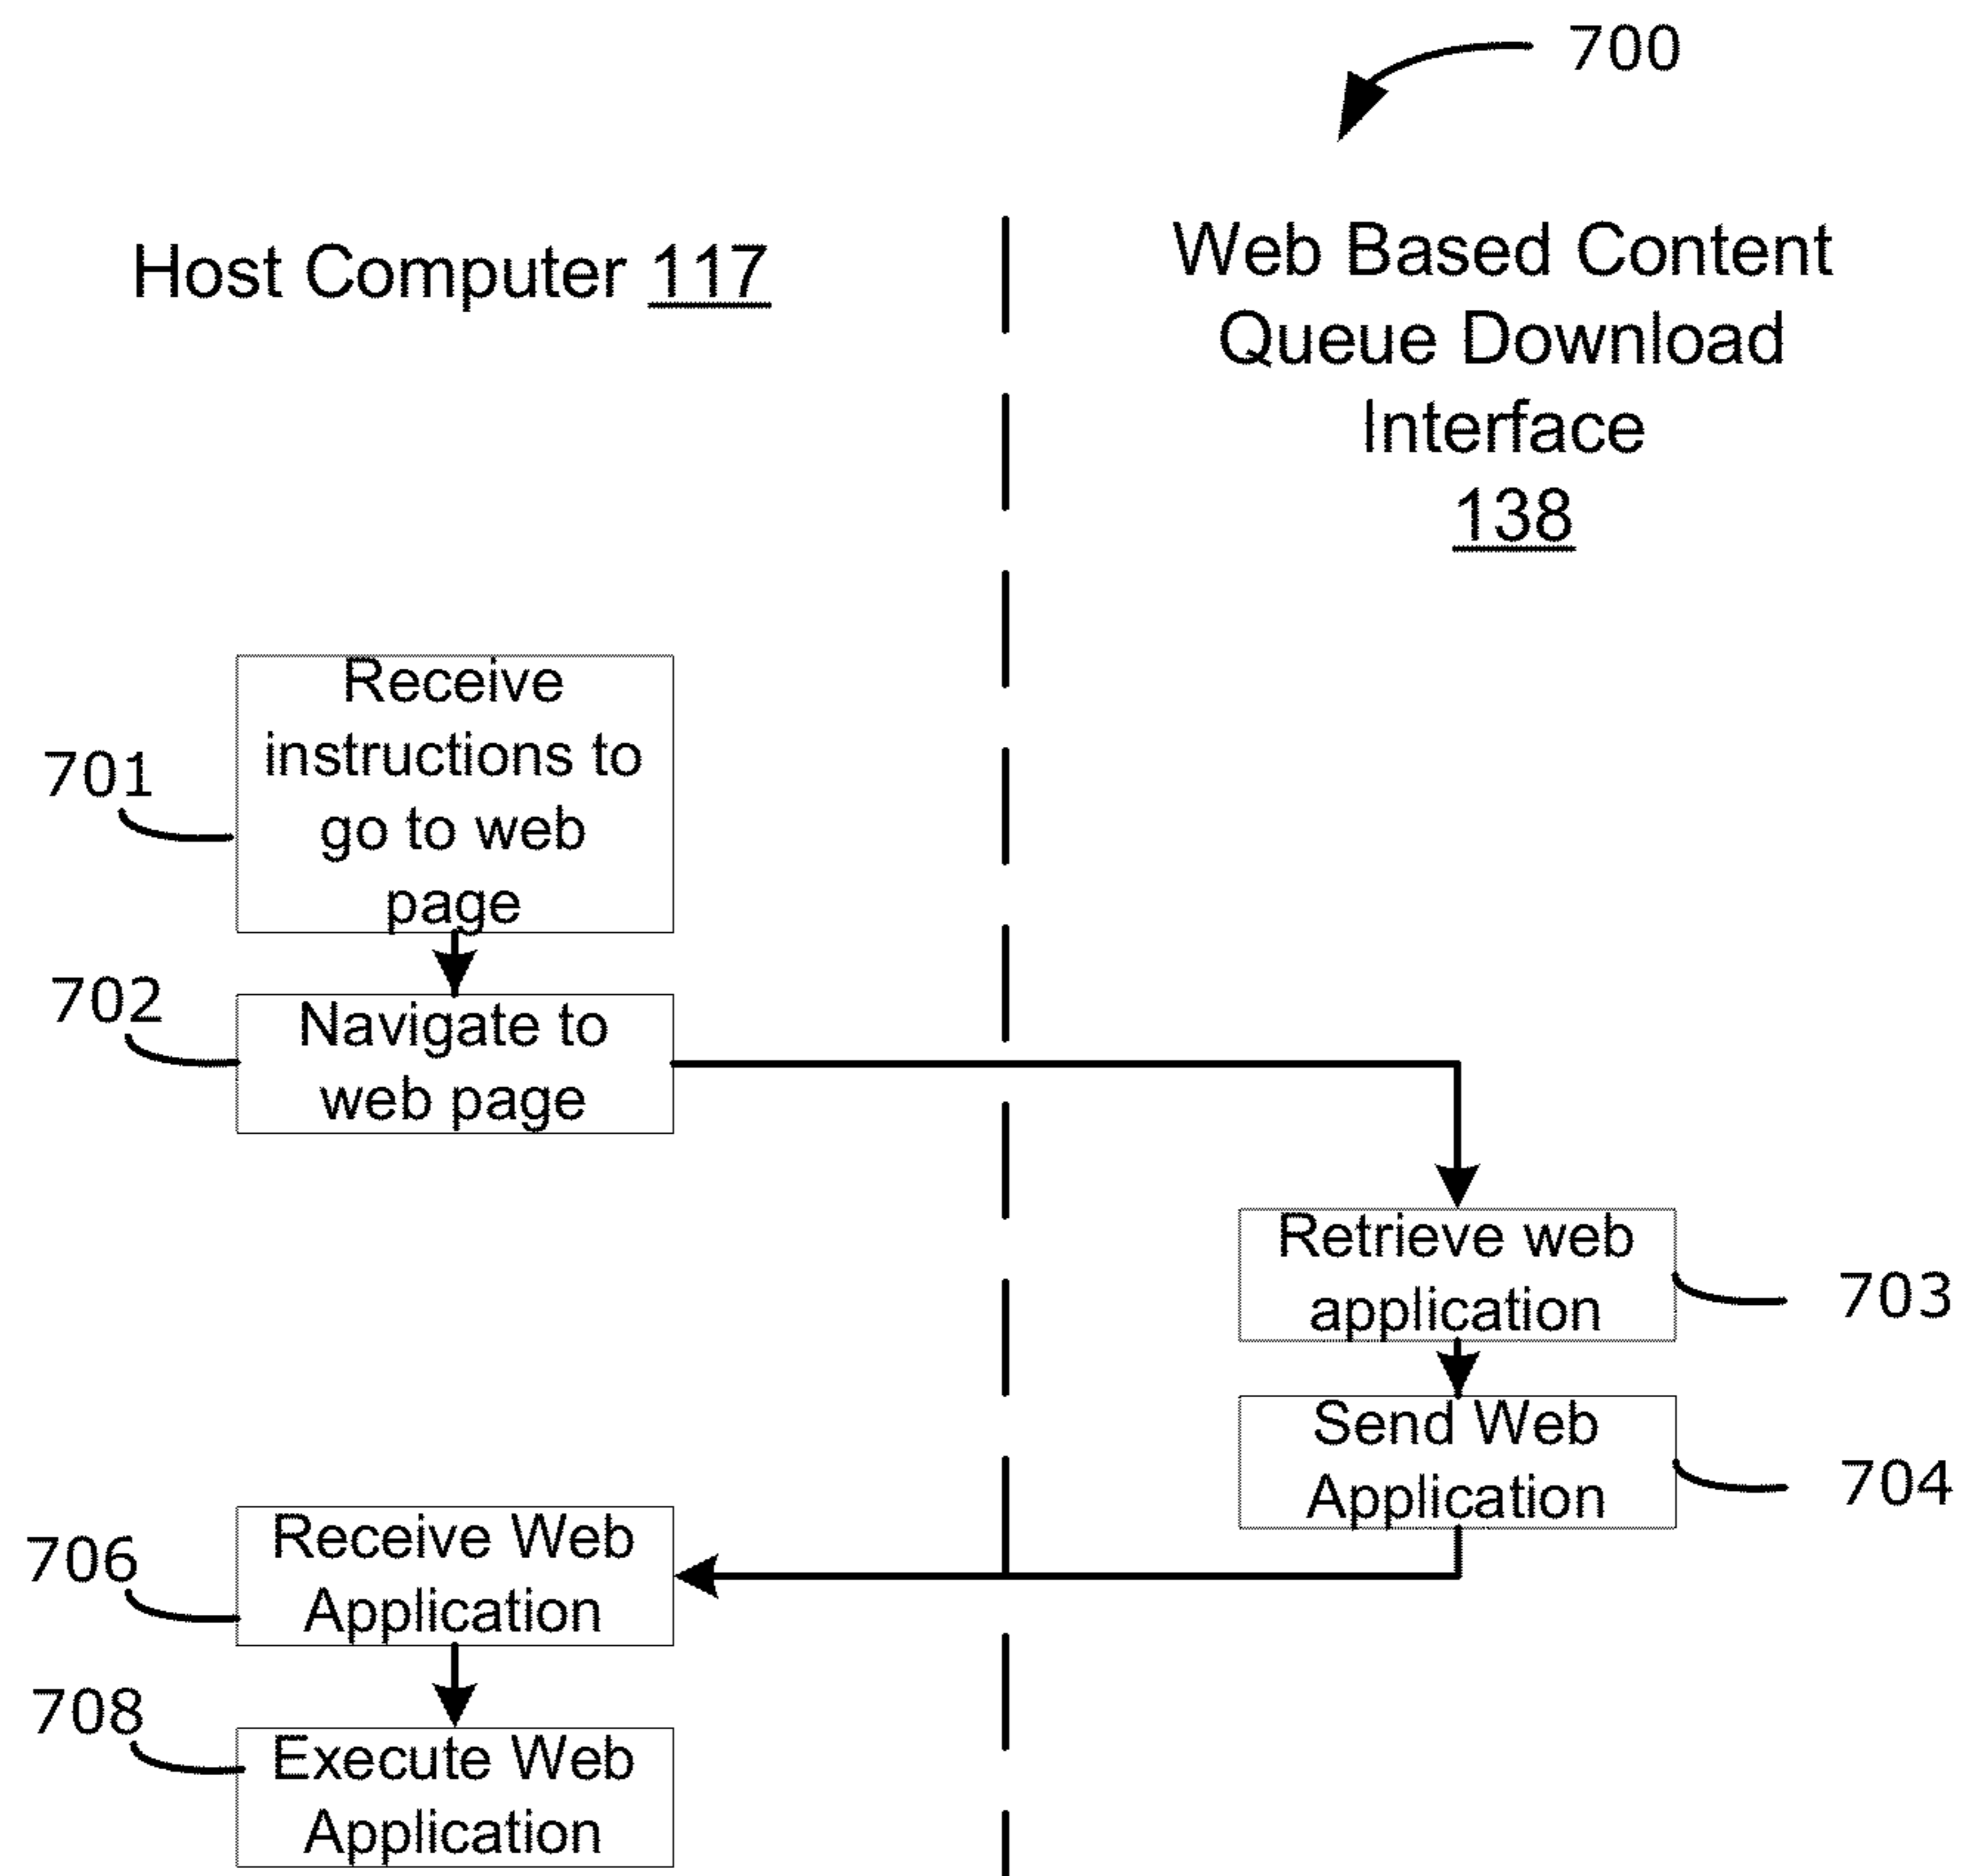 700
Host Computer 117
Web Based Content
Queue Download
Interface
138
701
Receive
instructions to
go to web
page
702
Navigate to
web page
Retrieve web
application
703
Send Web
Application
704
706
Receive Web
Application
708
Execute Web
Application